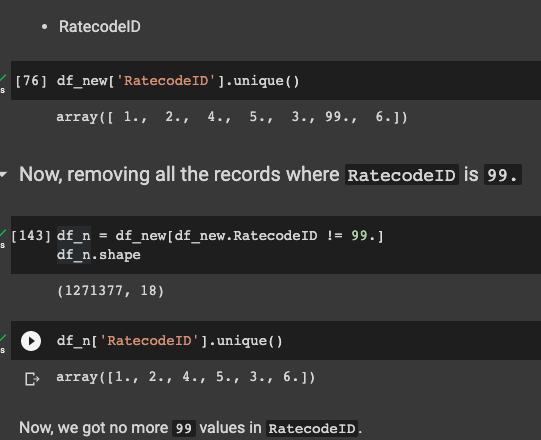 • RatecodeID
[76] df_new['RatecodeID'].unique()
s
array([ 1., 2., 4., 5., 3., 99., 6.])
Now, removing all the records where RatecodeID is 99.
[143] df_n = df_new[df_new.RatecodeID != 99.]
s
df_n.shape
(1271377, 18)
df_n['RatecodeID'].unique()
s
array([1., 2., 4., 5., 3., 6.])
Now, we got no more 99 values in RatecodeID.